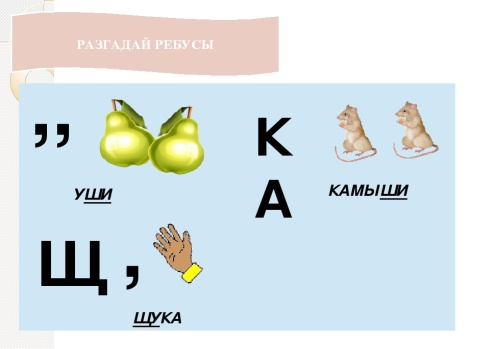 РАЗГАДАЙ РЕБУСЫ
,,
УШИ
К
А
КАМЫШИ
Щ ,
ЩУКА